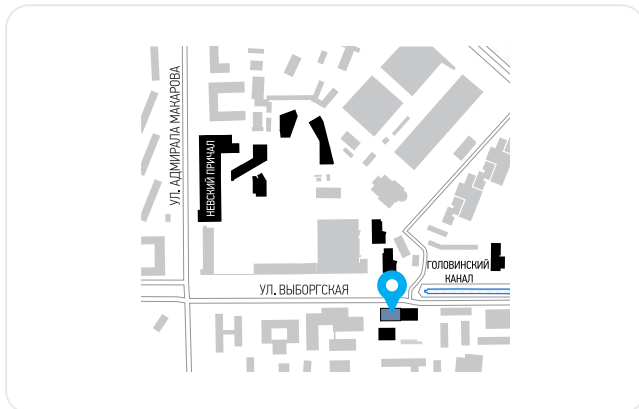 УЛ. АДМИРАЛА МАКАРОВА
НЕВСКИЙ ПРИЧАЛ
УЛ. ВЫБОРГСКАЯ
ГОЛОВИНСКИЙ
КАНАЛ